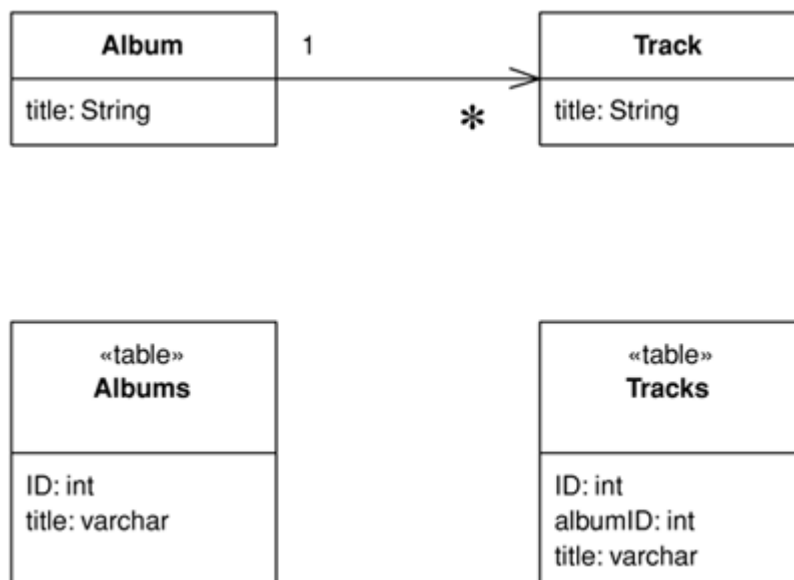 Album
1
Track
title: String
*
title: String
«table»
Albums
ID: int
title: varchar
«table»
Tracks
ID: int
albumID: int
title: varchar